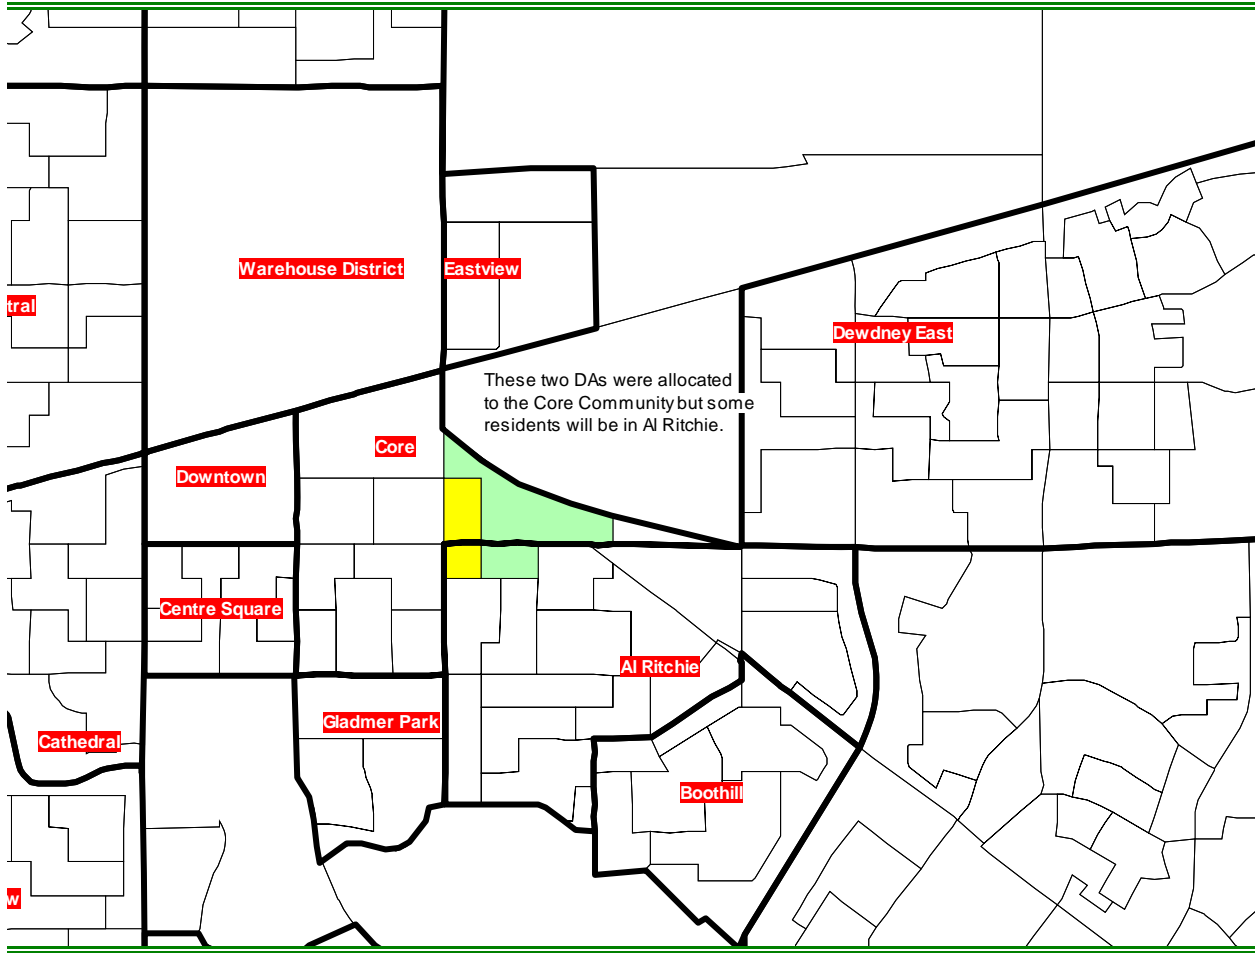 Warehouse District
Eastview
tral
Dewdney East
These two DAs were allocated
to the Core Community but some
residents will be in Al Ritchie.
Core
Downtown
Centre Square
Al Ritchie
Gladmer Park
Cathedral
Boothill
w